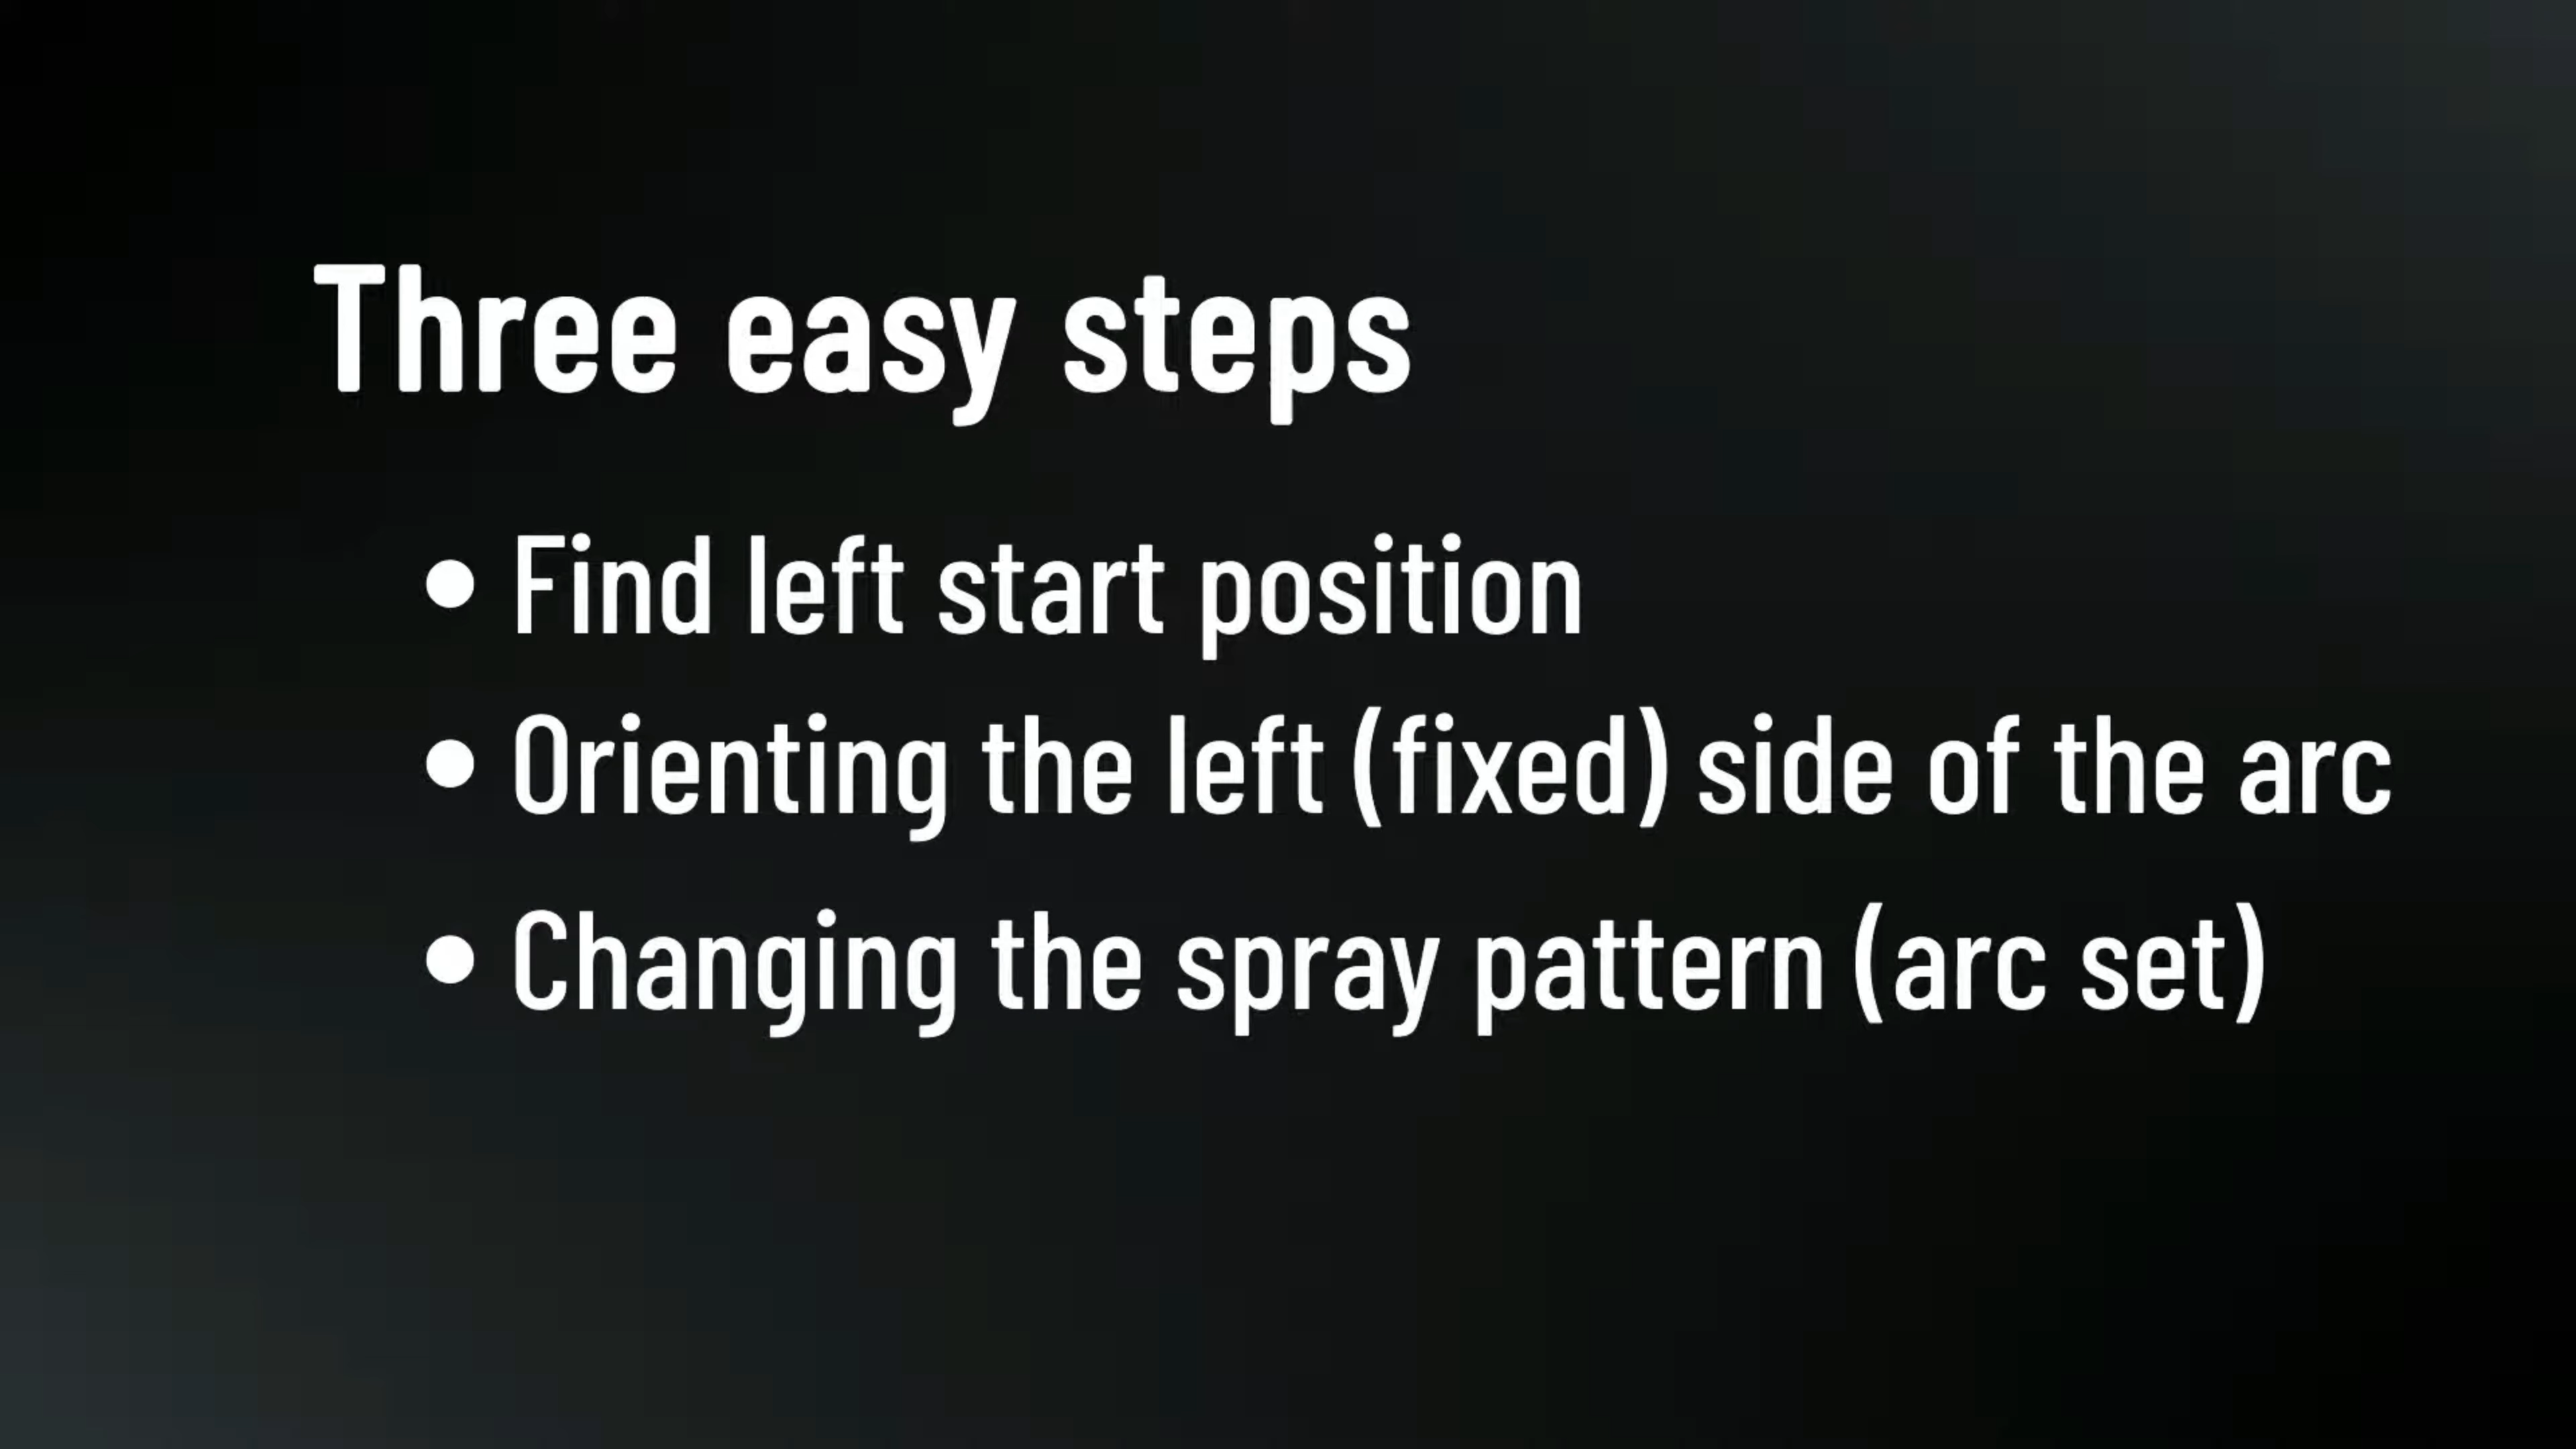 Three easy steps
• Find left start position
• Orienting the left (fixed) side of the arc
• Changing the spray pattern (arc set)